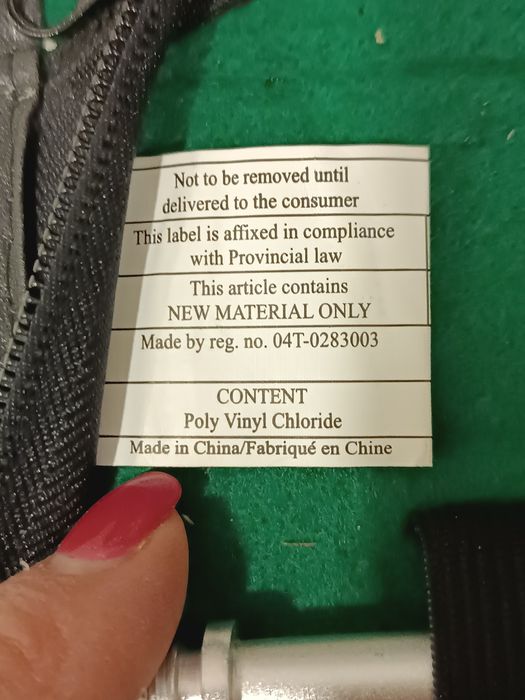 Not to be removed until
delivered to the consumer
This label is affixed in compliance
with Provincial law
This article contains
NEW MATERIAL ONLY
Made by reg. no. 04T-0283003
CONTENT
Poly Vinyl Chloride
Made in China/Fabriqué en Chine